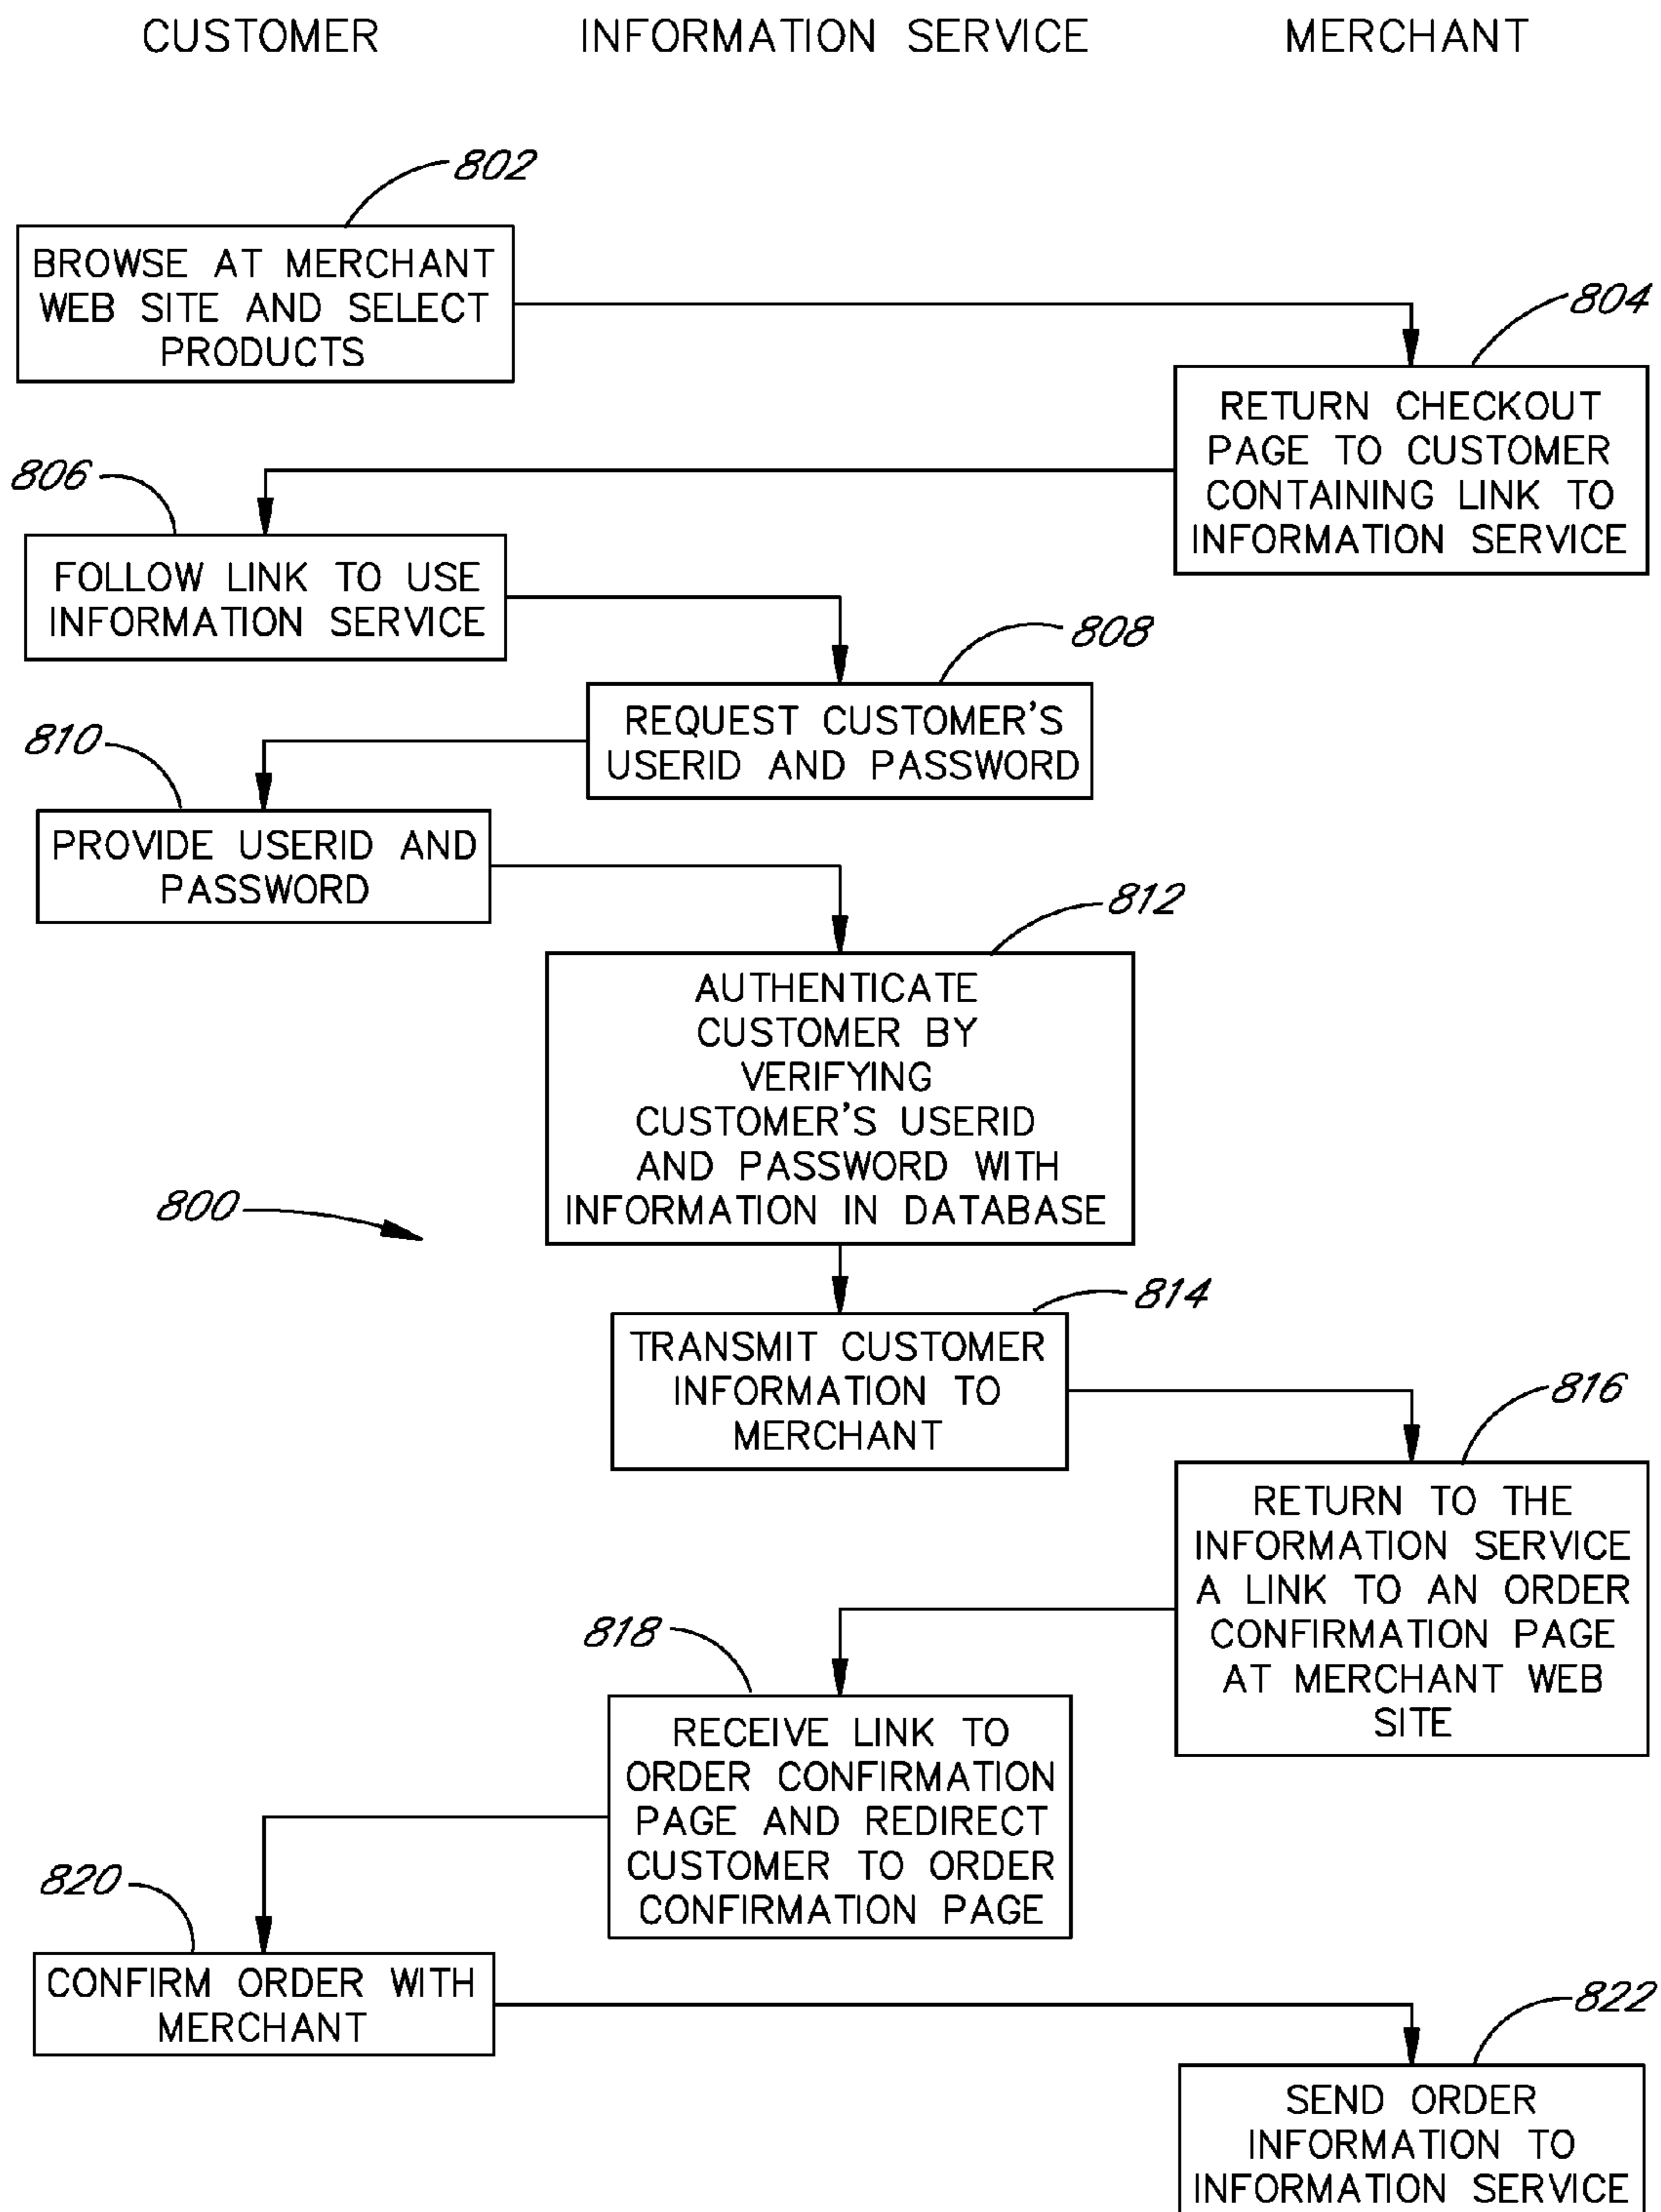 CUSTOMER INFORMATION SERVICE MERCHANT
802
BROWSE AT MERCHANT
WEB SITE AND SELECT
PRODUCTS
804
RETURN CHECKOUT
PAGE TO CUSTOMER
CONTAINING LINK TO
INFORMATION SERVICE
806
FOLLOW LINK TO USE
INFORMATION SERVICE
808
REQUEST CUSTOMER'S
USERID AND PASSWORD
810
PROVIDE USERID AND
PASSWORD
812
AUTHENTICATE
CUSTOMER BY
VERIFYING
CUSTOMER'S USERID
AND PASSWORD WITH
INFORMATION IN DATABASE
800
814
TRANSMIT CUSTOMER
INFORMATION TO
MERCHANT
816
RETURN TO THE
INFORMATION SERVICE
A LINK TO AN ORDER
CONFIRMATION PAGE
AT MERCHANT WEB
SITE
818
RECEIVE LINK TO
ORDER CONFIRMATION
PAGE AND REDIRECT
CUSTOMER TO ORDER
CONFIRMATION PAGE
820
CONFIRM ORDER WITH
MERCHANT
822
SEND ORDER
INFORMATION TO
INFORMATION SERVICE